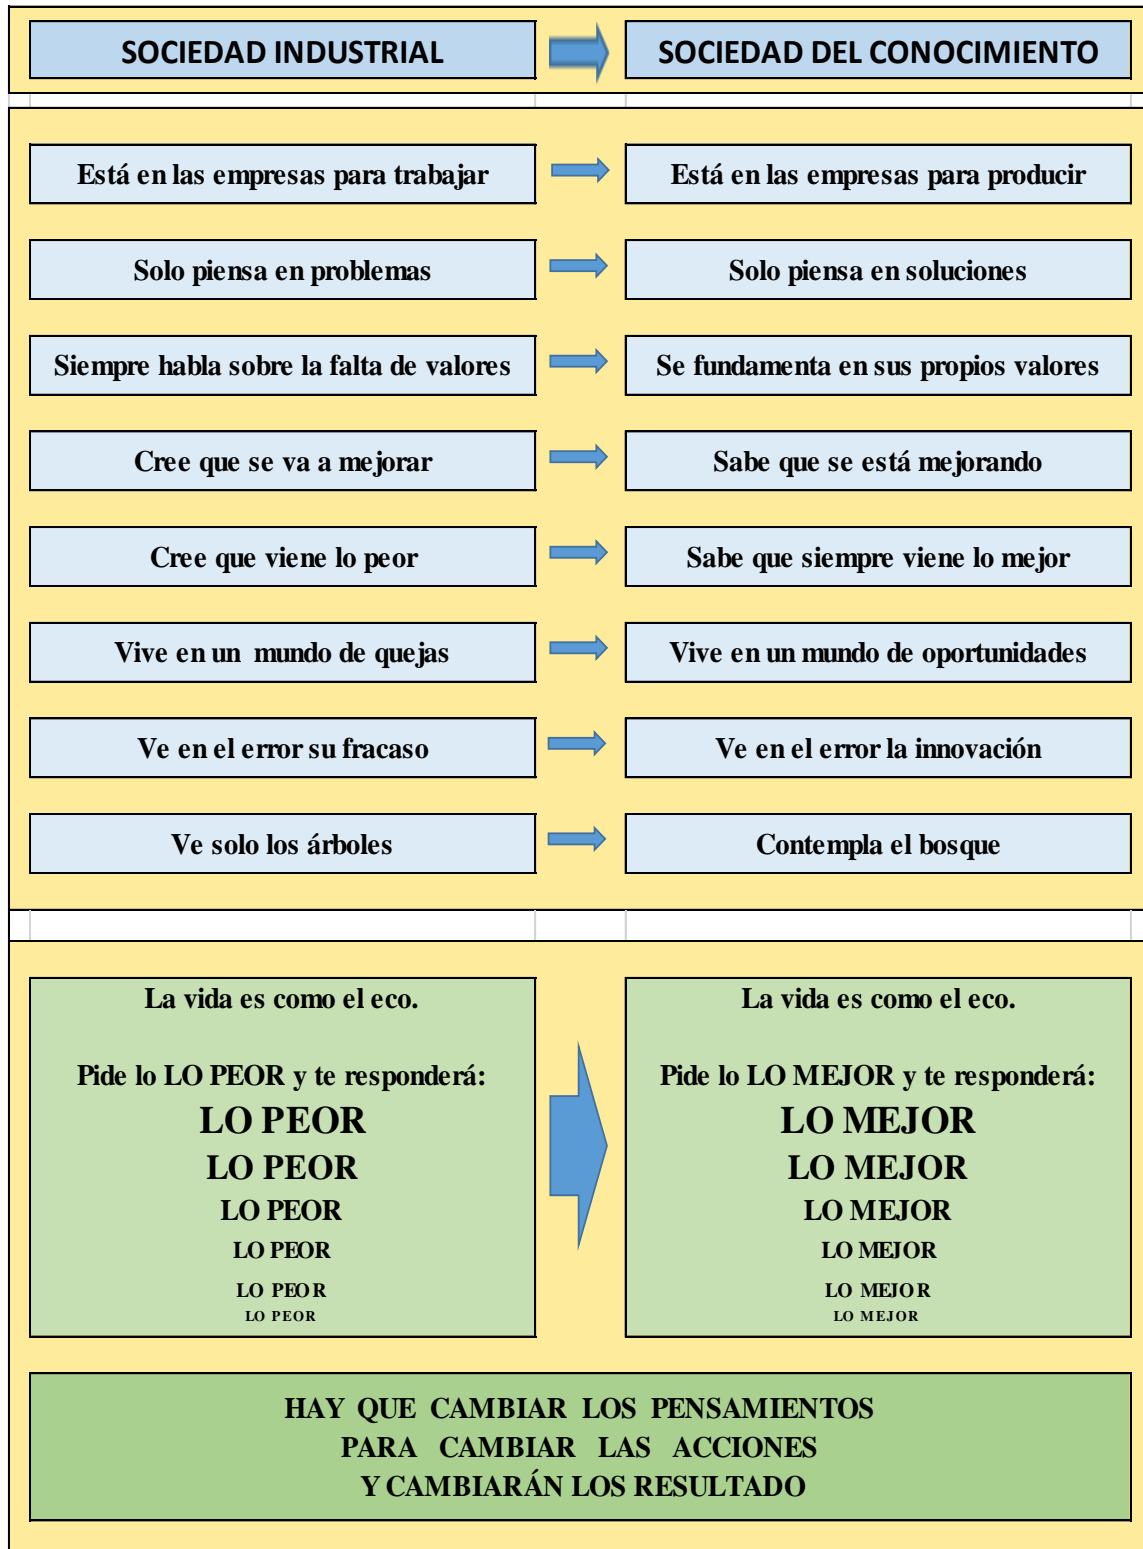 SOCIEDAD INDUSTRIAL
SOCIEDAD DEL CONOCIMIENTO
Está en las empresas para trabajar
Está en las empresas para producir
Solo piensa en problemas
Solo piensa en soluciones
Siempre habla sobre la falta de valores
Se fundamenta en sus propios valores
Cree que se va a mejorar
Sabe que se está mejorando
Cree que viene lo peor
Sabe que siempre viene lo mejor
Vive en un mundo de quejas
Vive en un mundo de oportunidades
Ve en el error su fracaso
Ve en el error la innovación
Ve solo los árboles
Contempla el bosque
La vida es como el eco.
Pide lo LO PEOR y te responderá:
LO PEOR
LO PEOR
LO PEOR
LO PEOR
LO PEOR
LO PEOR
La vida es como el eco.
Pide lo LO MEJOR y te responderá:
LO MEJOR
LO MEJOR
LO MEJOR
LO MEJOR
LO MEJOR
LO MEJOR
HAY QUE CAMBIAR LOS PENSAMIENTOS
PARA CAMBIAR LAS ACCIONES
Y CAMBIARÁN LOS RESULTADO